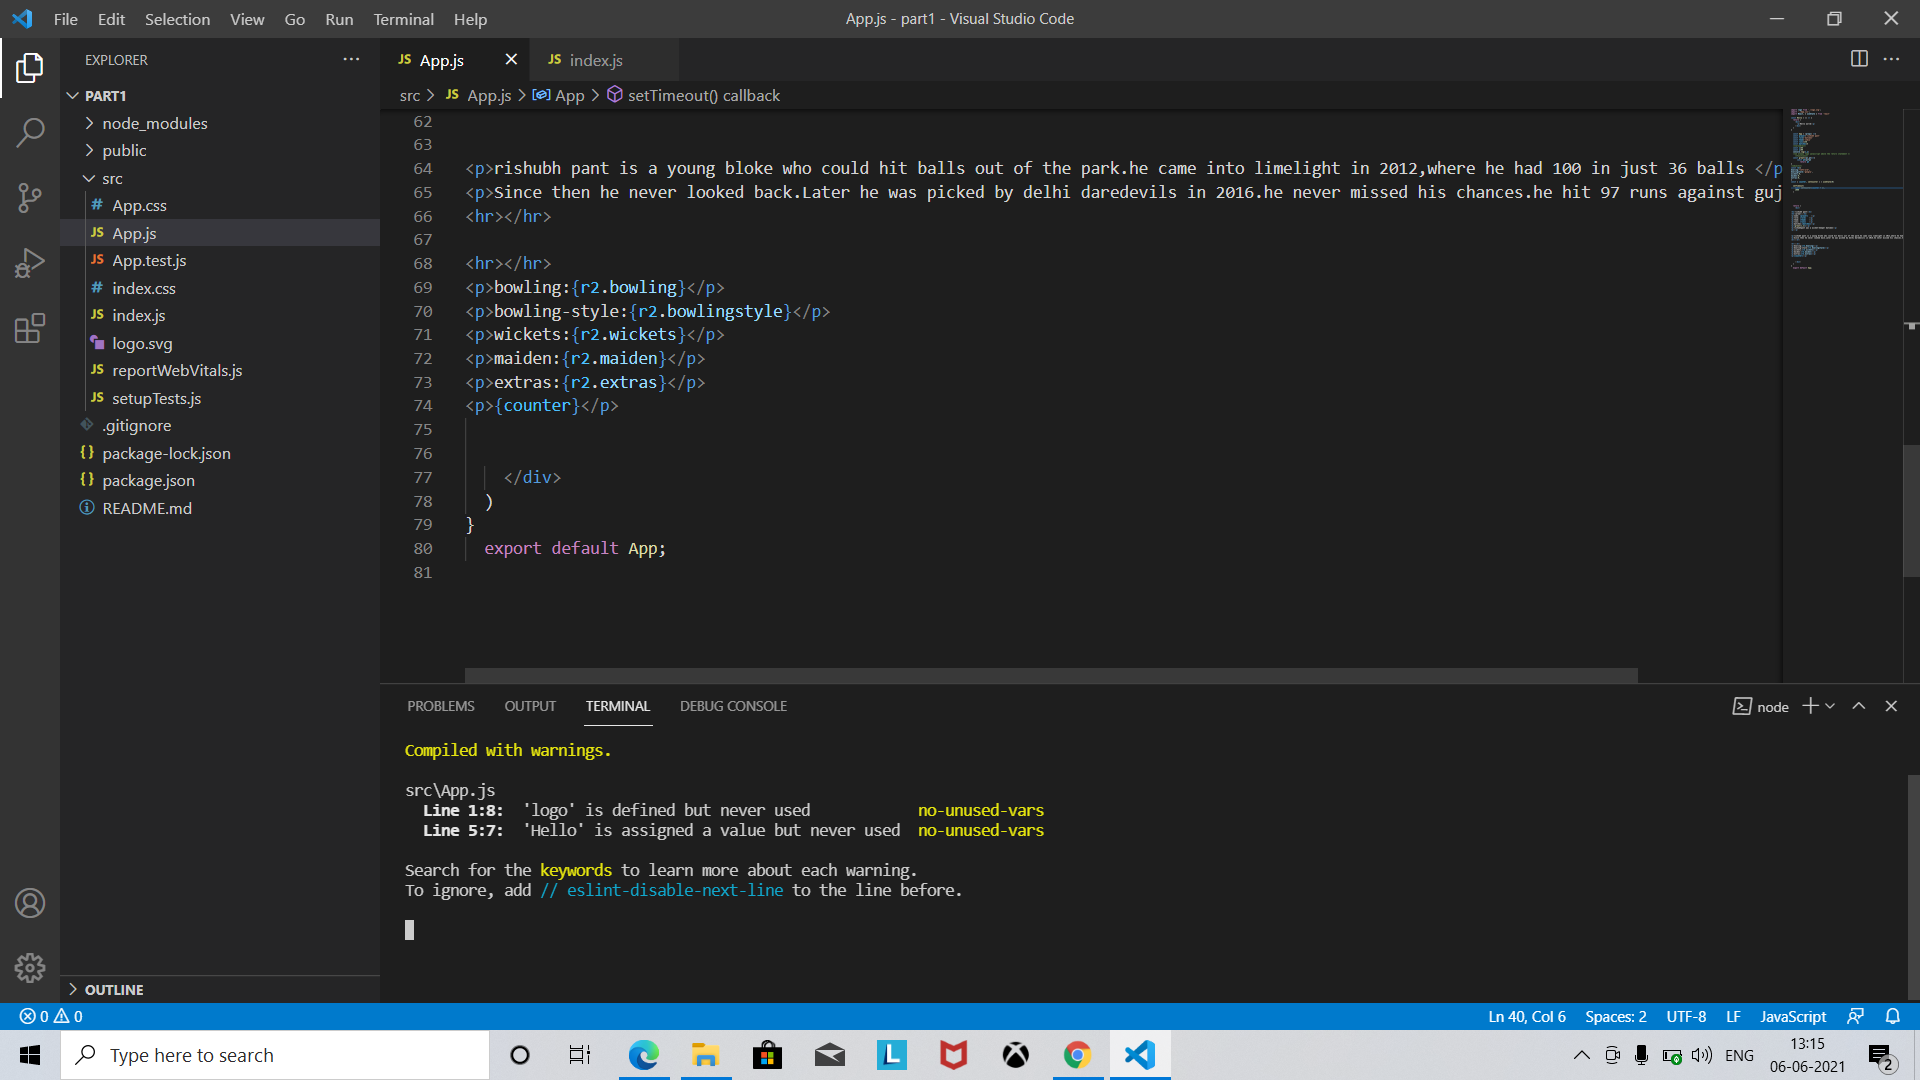 File Edit Selection View Go Run Terminal Help
App.js - part1 - Visual Studio Code
EXPLORER
PART1
node_modules
public
src
# App.css
JS App.js
JS App.test.js
# index.css
JS index.js
logo.svg
JS reportWebVitals.js
JS setupTests.js
.gitignore
{} package-lock.json
{} package.json
README.md
OUTLINE
JS App.js
JS index.js
src > JS App.js > App > setTimeout() callback
62
63
64 <p>rishubh pant is a young bloke who could hit balls out of the park.he came into limelight in 2012,where he had 100 in just 36 balls </p
65 <p>Since then he never looked back.Later he was picked by delhi daredevils in 2016.he never missed his chances.he hit 97 runs against guj
66 <hr></hr>
67
68 <hr></hr>
69 <p>bowling:{r2.bowling}</p>
70 <p>bowling-style:{r2.bowlingstyle}</p>
71 <p>wickets:{r2.wickets}</p>
72 <p>maiden:{r2.maiden}</p>
73 <p>extras:{r2.extras}</p>
74 <p>{counter}</p>
75
76
77 </div>
78 )
79 }
80 export default App;
81
PROBLEMS OUTPUT TERMINAL DEBUG CONSOLE
node
Compiled with warnings.
src\App.js
Line 1:8: 'logo' is defined but never used no-unused-vars
Line 5:7: 'Hello' is assigned a value but never used no-unused-vars
Search for the keywords to learn more about each warning.
To ignore, add // eslint-disable-next-line to the line before.
0 0
Ln 40, Col 6 Spaces: 2 UTF-8 LF JavaScript
Type here to search
L
ENG
13:15
06-06-2021
2